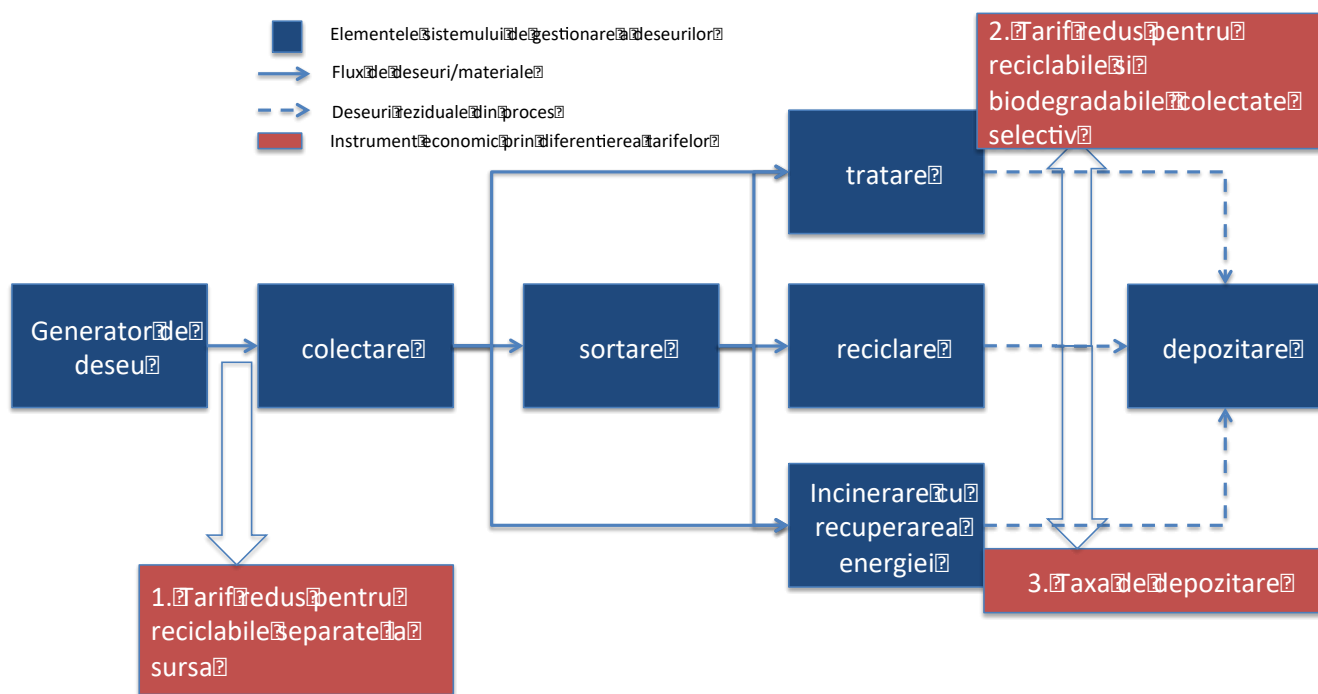 Elementele sistemului de gestionare a deseurilor
Flux de deseuri/materiale
Deseuri reziduale din proces
Instrument economic prin diferentierea tarifelor
2. Tarif redus pentru
reciclabile si
biodegradabile colectate
selectiv
tratare
Generator de
deseu
colectare
sortare
reciclare
depozitare
Incinerare cu
recuperarea
energiei
1. Tarif redus pentru
reciclabile separate la
sursa
3. Taxa de depozitare